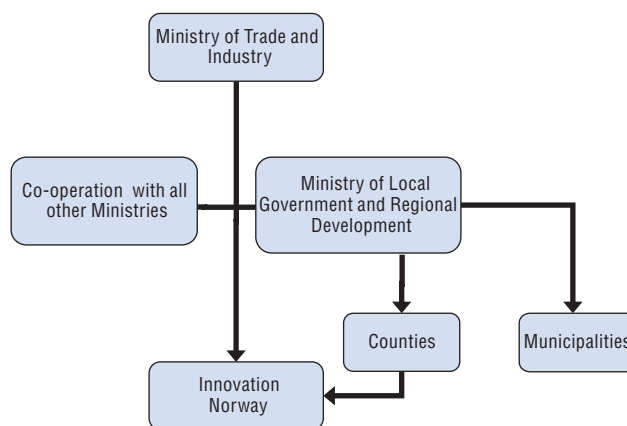 Ministry of Trade and
Industry
Co-operation with all
other Ministries
Ministry of Local
Government and Regional
Development
Counties
Municipalities
Innovation
Norway